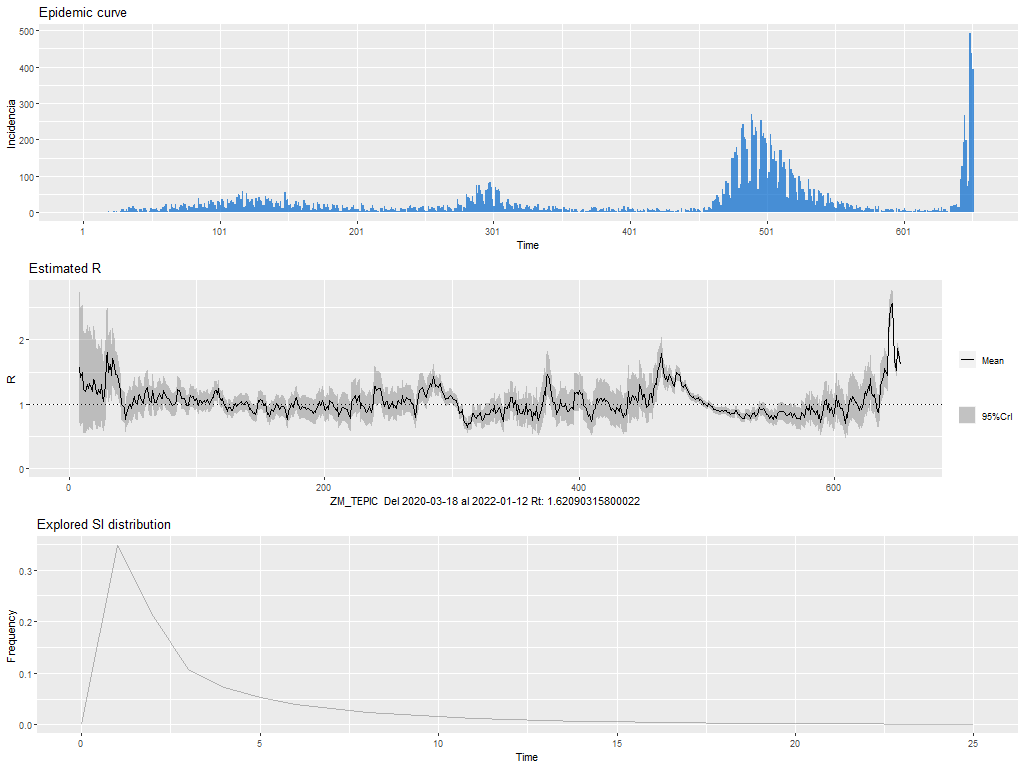 Epidemic curve
500
400
300
200
100
0
Incidencia
1
101
201
301
401
501
601
Time
Estimated R
2
1
0
R
Mean
95%CrI
0
200
400
600
ZM_TEPIC Del 2020-03-18 al 2022-01-12 Rt: 1.62090315800022
Explored SI distribution
0.3
0.2
0.1
0.0
Frequency
0
5
10
15
20
25
Time